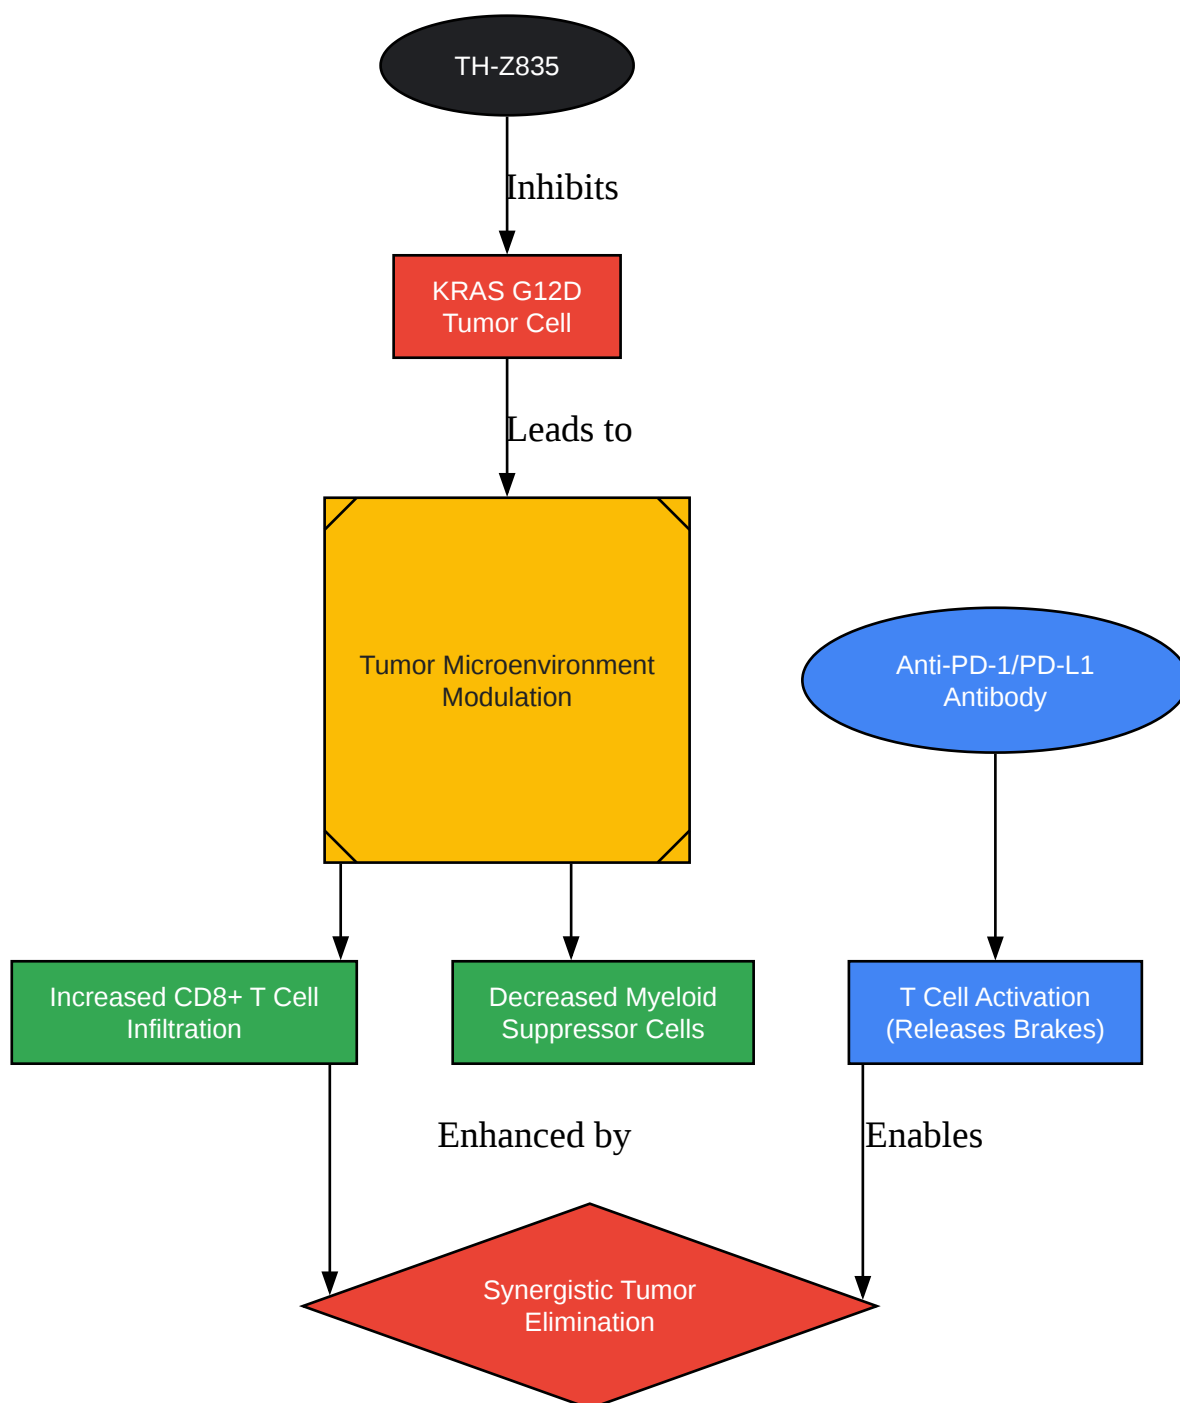 TH-Z835
Inhibits
KRAS G12D
Tumor Cell
Leads to
Tumor Microenvironment
Modulation
Anti-PD-1/PD-L1
Antibody
Increased CD8+ T Cell
Infiltration
Decreased Myeloid
Suppressor Cells
T Cell Activation
(Releases Brakes)
Enhanced by
Enables
Synergistic Tumor
Elimination